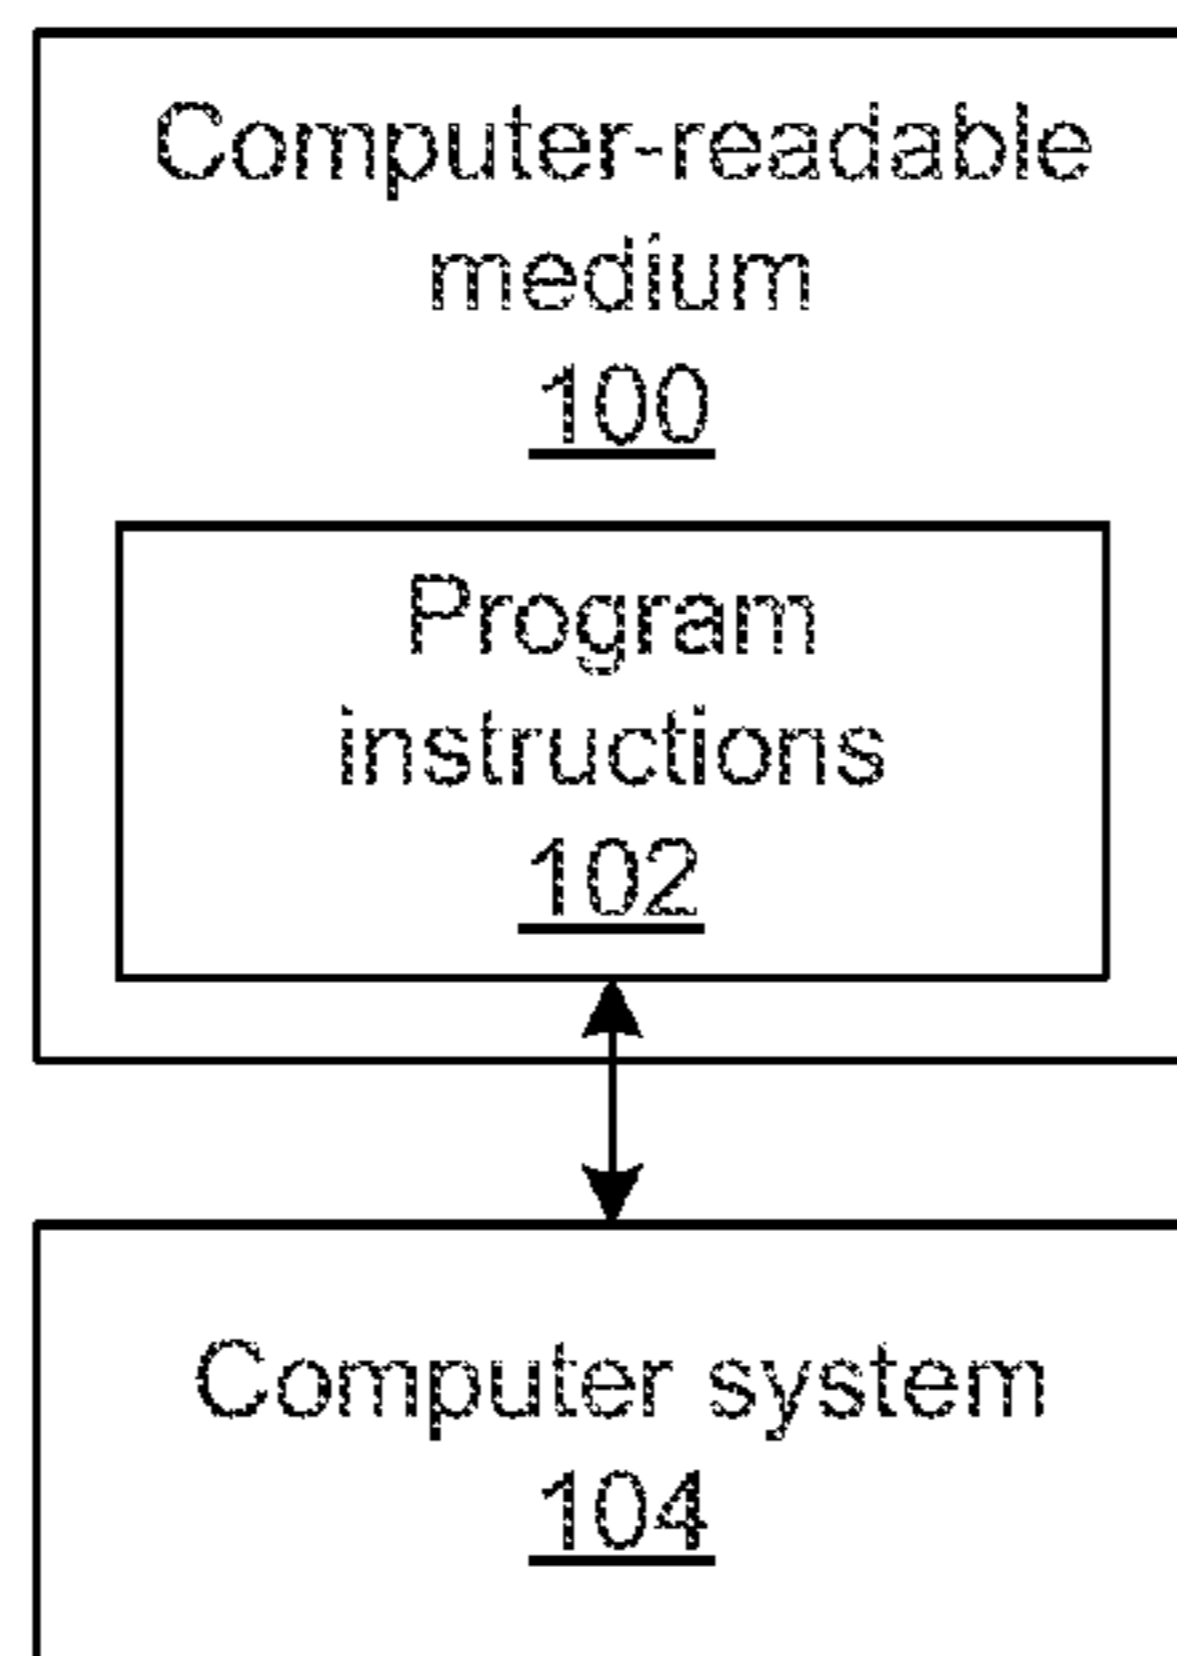 Computer-readable
medium
100
Program
instructions
102
Computer system
104